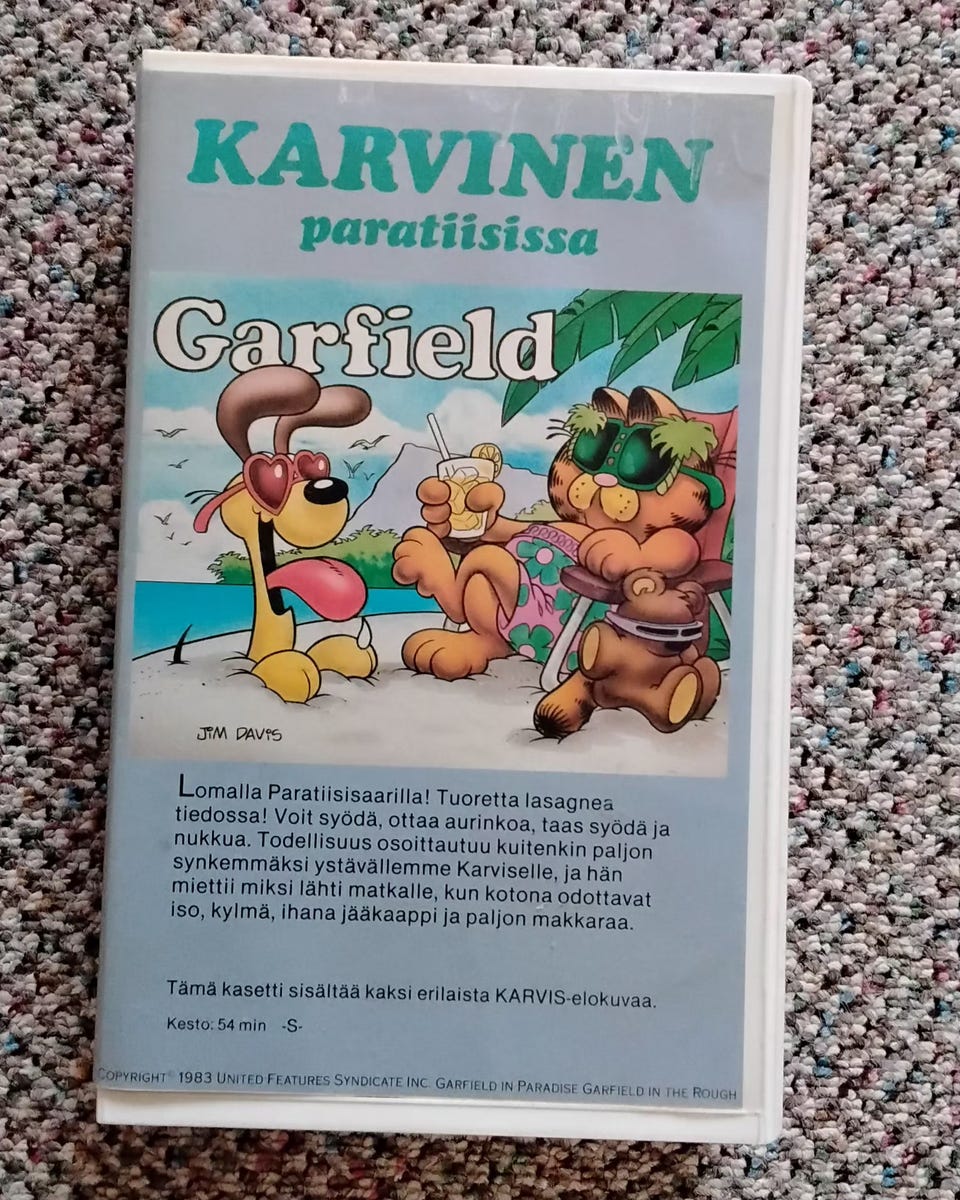 KARVINEN
paratiisissa
Garfield
JIM DAVIS
Lomalla Paratiisisaarilla! Tuoretta lasagnea
tiedossa! Voit syödä, ottaa aurinkoa, taas syödä ja
nukkua. Todellisuus osoittautuu kuitenkin paljon
synkemmäksi ystävällemme Karviselle, ja hän
miettii miksi lähti matkalle, kun kotona odottavat
iso, kylmä, ihana jääkaappi ja paljon makkaraa.
Tämä kasetti sisältää kaksi erilaista KARVIS-elokuvaa.
Kesto: 54 min -S-
COPYRIGHT © 1983 UNITED FEATURES SYNDICATE INC. GARFIELD IN PARADISE GARFIELD IN THE ROUGH